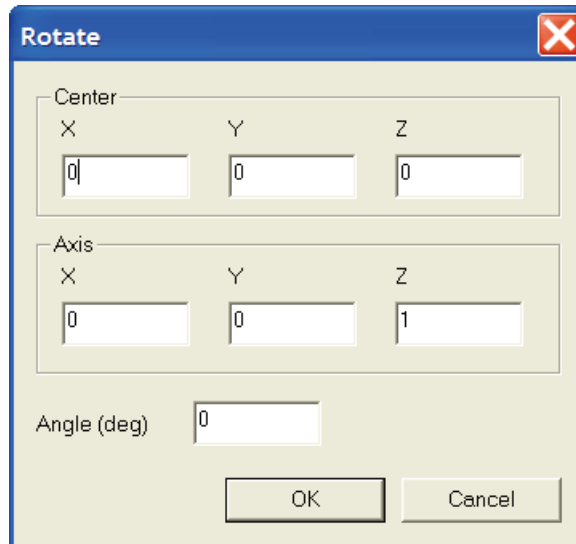 Rotate
Center
X Y Z
0 0 0
Axis
X Y Z
0 0 1
Angle (deg) 0
OK Cancel